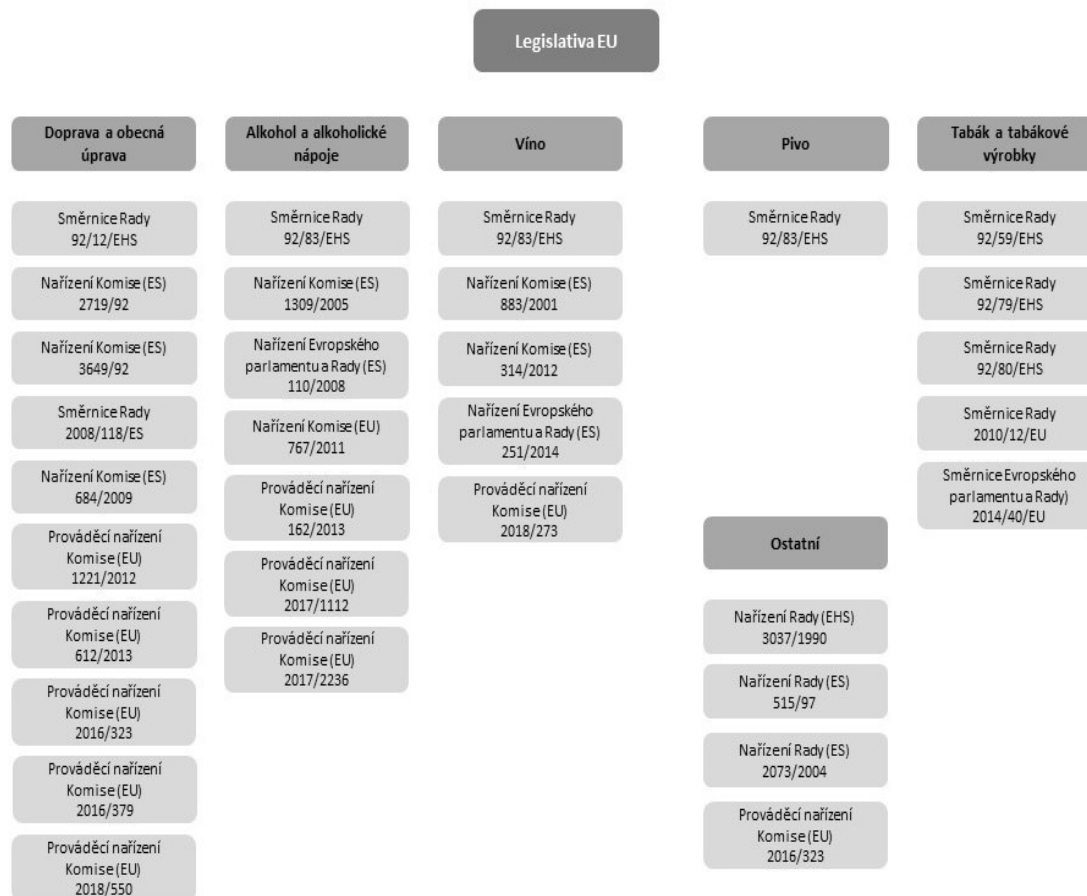 Legislativa EU
Doprava a obecná
úprava
Směrnice Rady
92/12/EHS
Nařízení Komise (ES)
2719/92
Nařízení Komise (ES)
3649/92
Směrnice Rady
2008/118/ES
Nařízení Komise (ES)
684/2009
Prováděcí nařízení
Komise (EU)
1221/2012
Prováděcí nařízení
Komise (EU)
612/2013
Prováděcí nařízení
Komise (EU)
2016/323
Prováděcí nařízení
Komise (EU)
2016/379
Prováděcí nařízení
Komise (EU)
2018/550
Alkohol a alkoholické
nápoje
Směrnice Rady
92/83/EHS
Nařízení Komise (ES)
1309/2005
Nařízení Evropského
parlamentu a Rady (ES)
110/2008
Nařízení Komise (EU)
767/2011
Prováděcí nařízení
Komise (EU)
162/2013
Prováděcí nařízení
Komise (EU)
2017/1112
Prováděcí nařízení
Komise (EU)
2017/2236
Víno
Směrnice Rady
92/83/EHS
Nařízení Komise (ES)
883/2001
Nařízení Komise (ES)
314/2012
Nařízení Evropského
parlamentu a Rady (ES)
251/2014
Prováděcí nařízení
Komise (EU)
2018/273
Pivo
Směrnice Rady
92/83/EHS
Ostatní
Nařízení Rady (EHS)
3037/1990
Nařízení Rady (ES)
515/97
Nařízení Rady (ES)
2073/2004
Prováděcí nařízení
Komise (EU)
2016/323
Tabák a tabákové
výrobky
Směrnice Rady
92/59/EHS
Směrnice Rady
92/79/EHS
Směrnice Rady
92/80/EHS
Směrnice Rady
2010/12/EU
Směrnice Evropského
parlamentu a Rady)
2014/40/EU